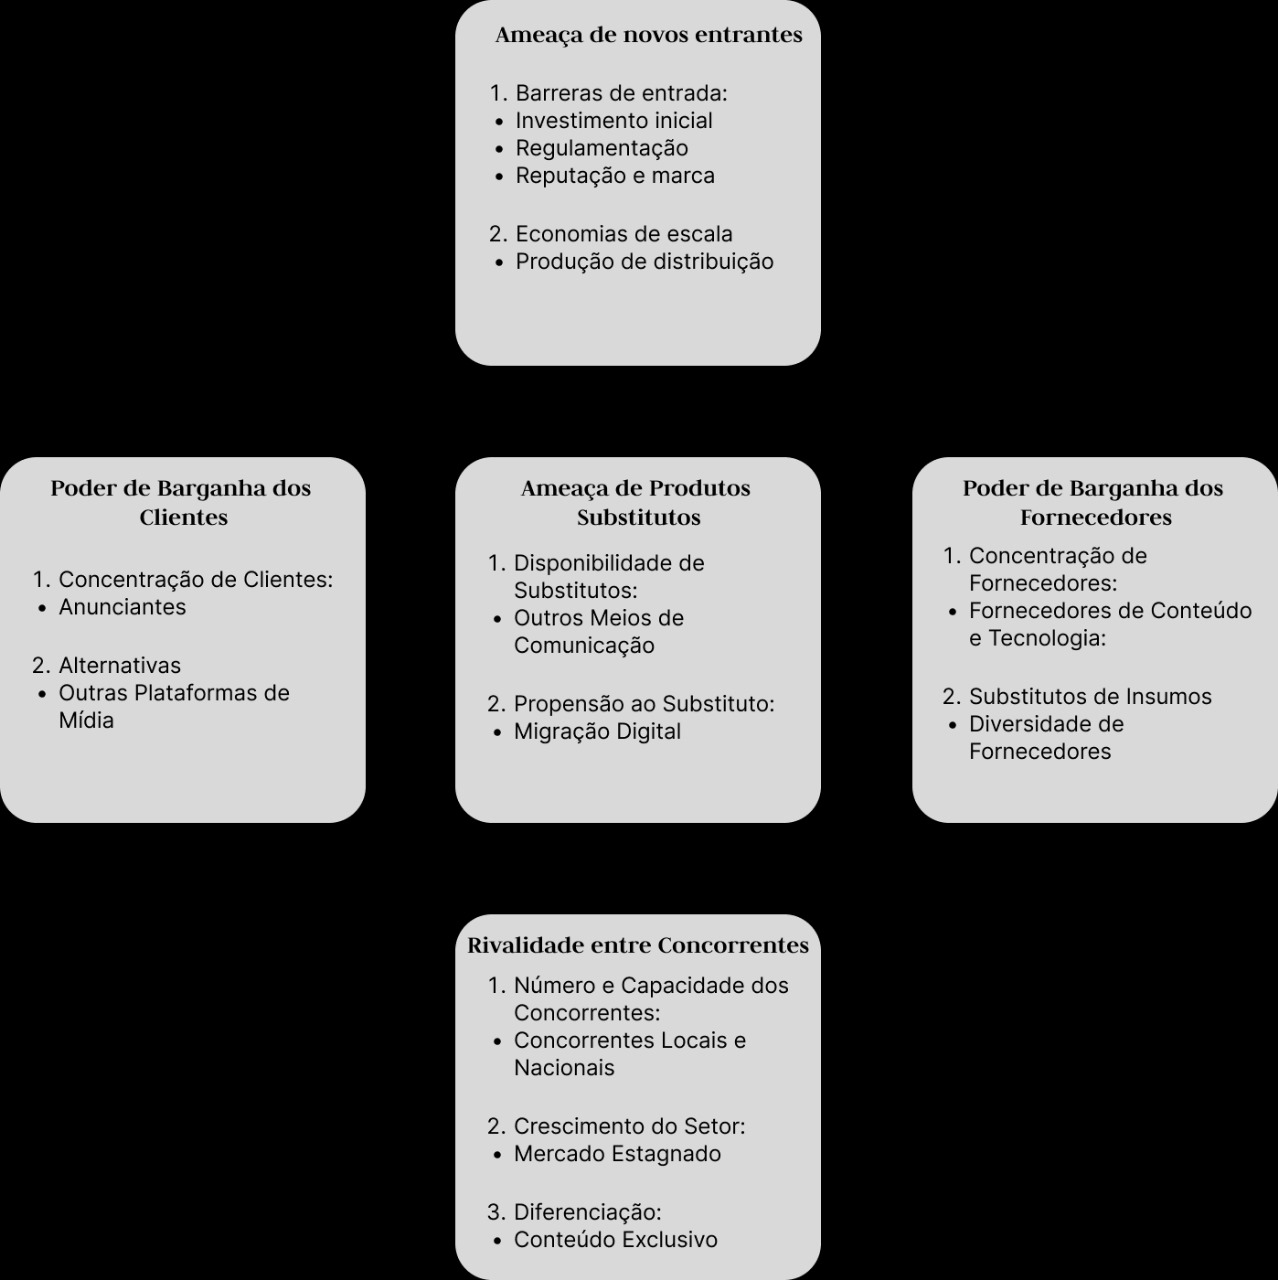 Ameaça de novos entrantes
1. Barreras de entrada:
• Investimento inicial
• Regulamentação
• Reputação e marca
2. Economias de escala
• Produção de distribuição
Poder de Barganha dos
Clientes
1. Concentração de Clientes:
• Anunciantes
2. Alternativas
• Outras Plataformas de
Mídia
Ameaça de Produtos
Substitutos
1. Disponibilidade de
Substitutos:
• Outros Meios de
Comunicação
2. Propensão ao Substituto:
• Migração Digital
Poder de Barganha dos
Fornecedores
1. Concentração de
Fornecedores:
• Fornecedores de Conteúdo
e Tecnologia:
2. Substitutos de Insumos
• Diversidade de
Fornecedores
Rivalidade entre Concorrentes
1. Número e Capacidade dos
Concorrentes:
• Concorrentes Locais e
Nacionais
2. Crescimento do Setor:
• Mercado Estagnado
3. Diferenciação:
• Conteúdo Exclusivo